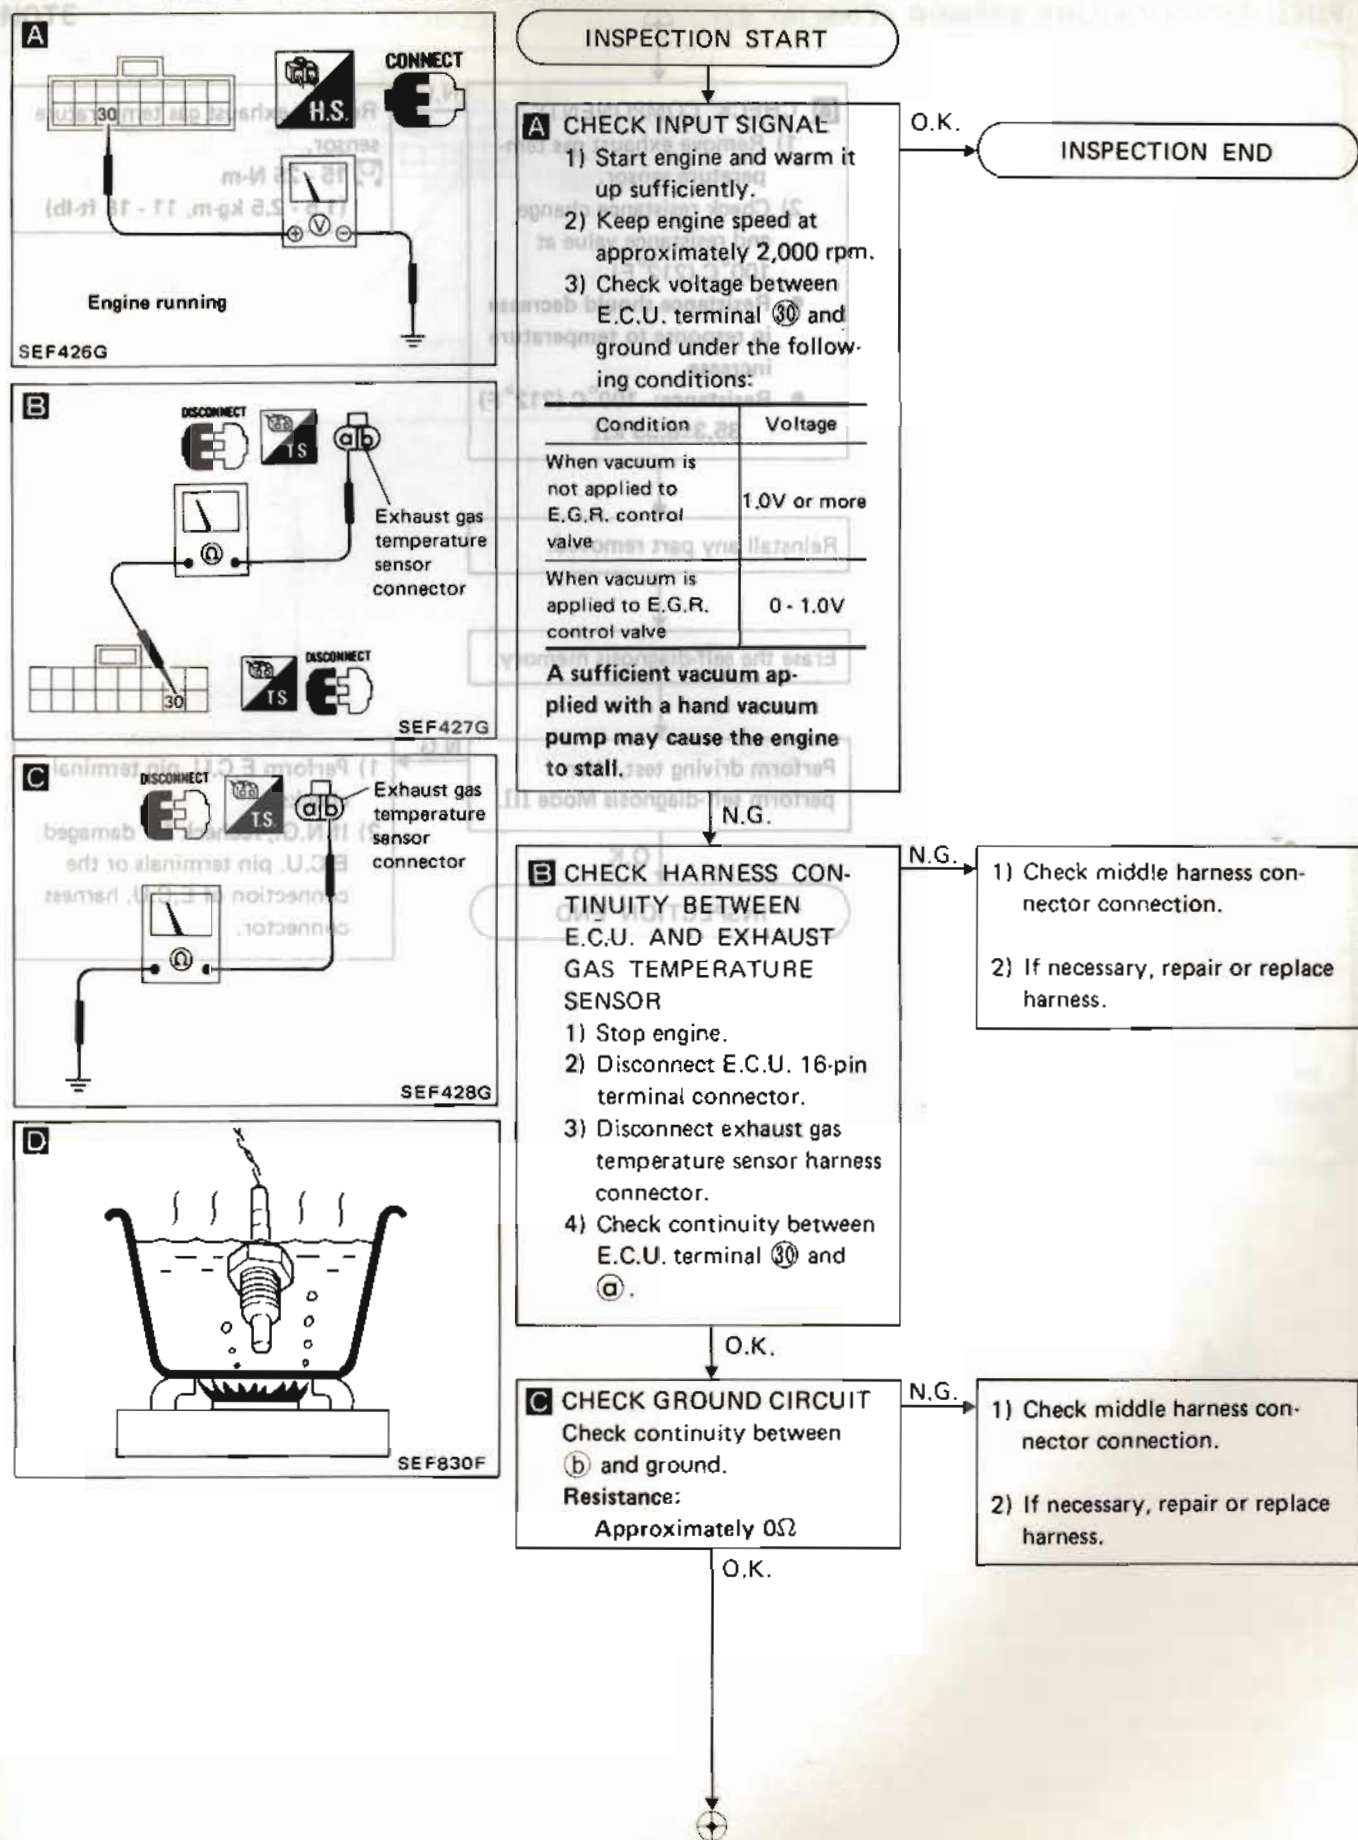 A
30
H.S.
CONNECT
V
Engine running
SEF426G
B
DISCONNECT
T.S.
a b
Exhaust gas
temperature
sensor
connector
Ω
30
T.S.
DISCONNECT
SEF427G
C
DISCONNECT
T.S.
a b
Exhaust gas
temperature
sensor
connector
Ω
SEF428G
D
SEF830F
INSPECTION START
A CHECK INPUT SIGNAL
1) Start engine and warm it
up sufficiently.
2) Keep engine speed at
approximately 2,000 rpm.
3) Check voltage between
E.C.U. terminal ㉚ and
ground under the follow-
ing conditions:
Condition Voltage
When vacuum is
not applied to
E.G.R. control
valve
1.0V or more
When vacuum is
applied to E.G.R.
control valve
0 - 1.0V
A sufficient vacuum ap-
plied with a hand vacuum
pump may cause the engine
to stall.
O.K.
INSPECTION END
N.G.
B CHECK HARNESS CON-
TINUITY BETWEEN
E.C.U. AND EXHAUST
GAS TEMPERATURE
SENSOR
1) Stop engine.
2) Disconnect E.C.U. 16-pin
terminal connector.
3) Disconnect exhaust gas
temperature sensor harness
connector.
4) Check continuity between
E.C.U. terminal ㉚ and
ⓐ.
N.G.
1) Check middle harness con-
nector connection.
2) If necessary, repair or replace
harness.
O.K.
C CHECK GROUND CIRCUIT
Check continuity between
ⓑ and ground.
Resistance:
Approximately 0Ω
N.G.
1) Check middle harness con-
nector connection.
2) If necessary, repair or replace
harness.
O.K.